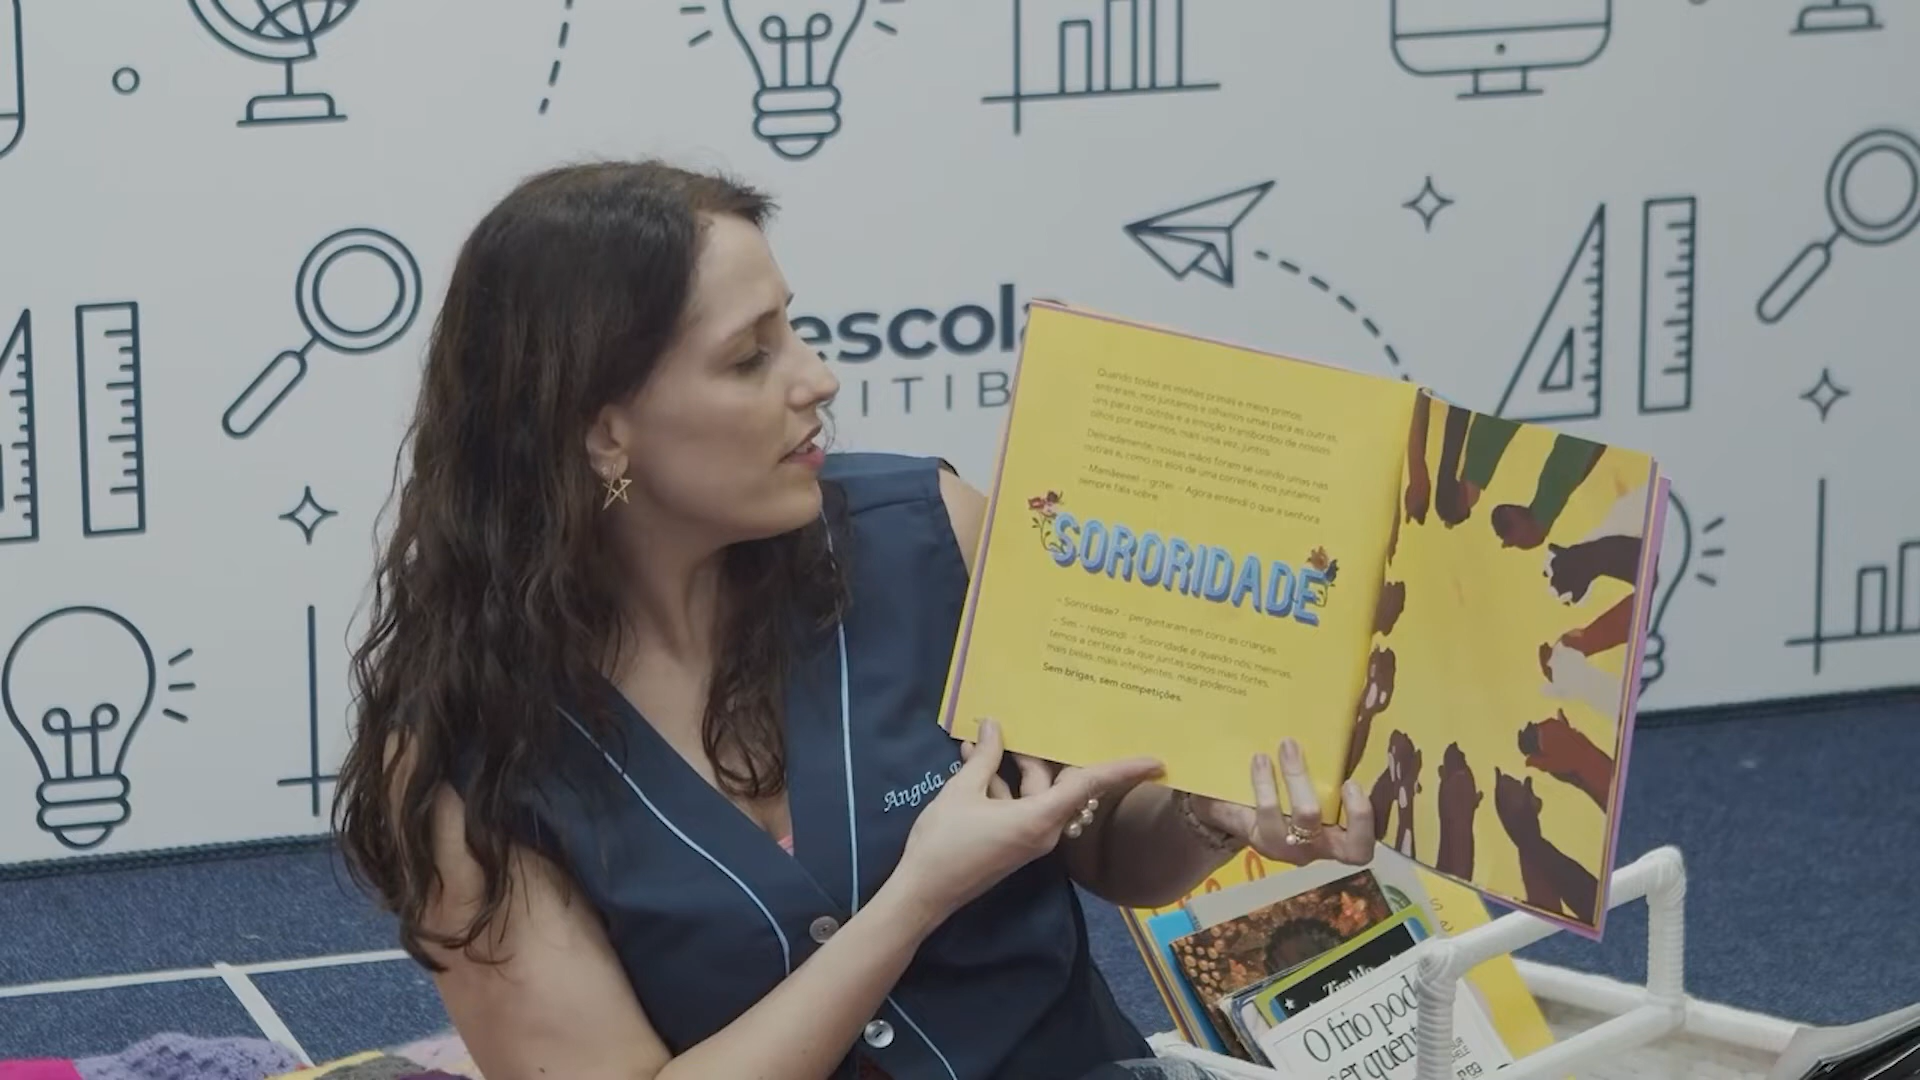 escola
ITIB
Quando todas as minhas primas e meus primos
entraram, nos juntamos e olhamos umas para as outras,
uns para os outros e a emoção transbordou de nossos
olhos por estarmos, mais uma vez, juntos.
Delicadamente, nossas mãos foram se unindo umas nas
outras e, como os elos de uma corrente, nos juntamos.
– Mamãeeeee! – gritei – Agora entendi o que a senhora
sempre fala sobre
SORORIDADE
– Sororidade? – perguntaram em coro as crianças.
– Sim – respondi. – Sororidade é quando nós, meninas,
temos a certeza de que juntas somos mais fortes,
mais belas, mais inteligentes, mais poderosas.
Sem brigas, sem competições.
Angela
O frio pod
ser quent